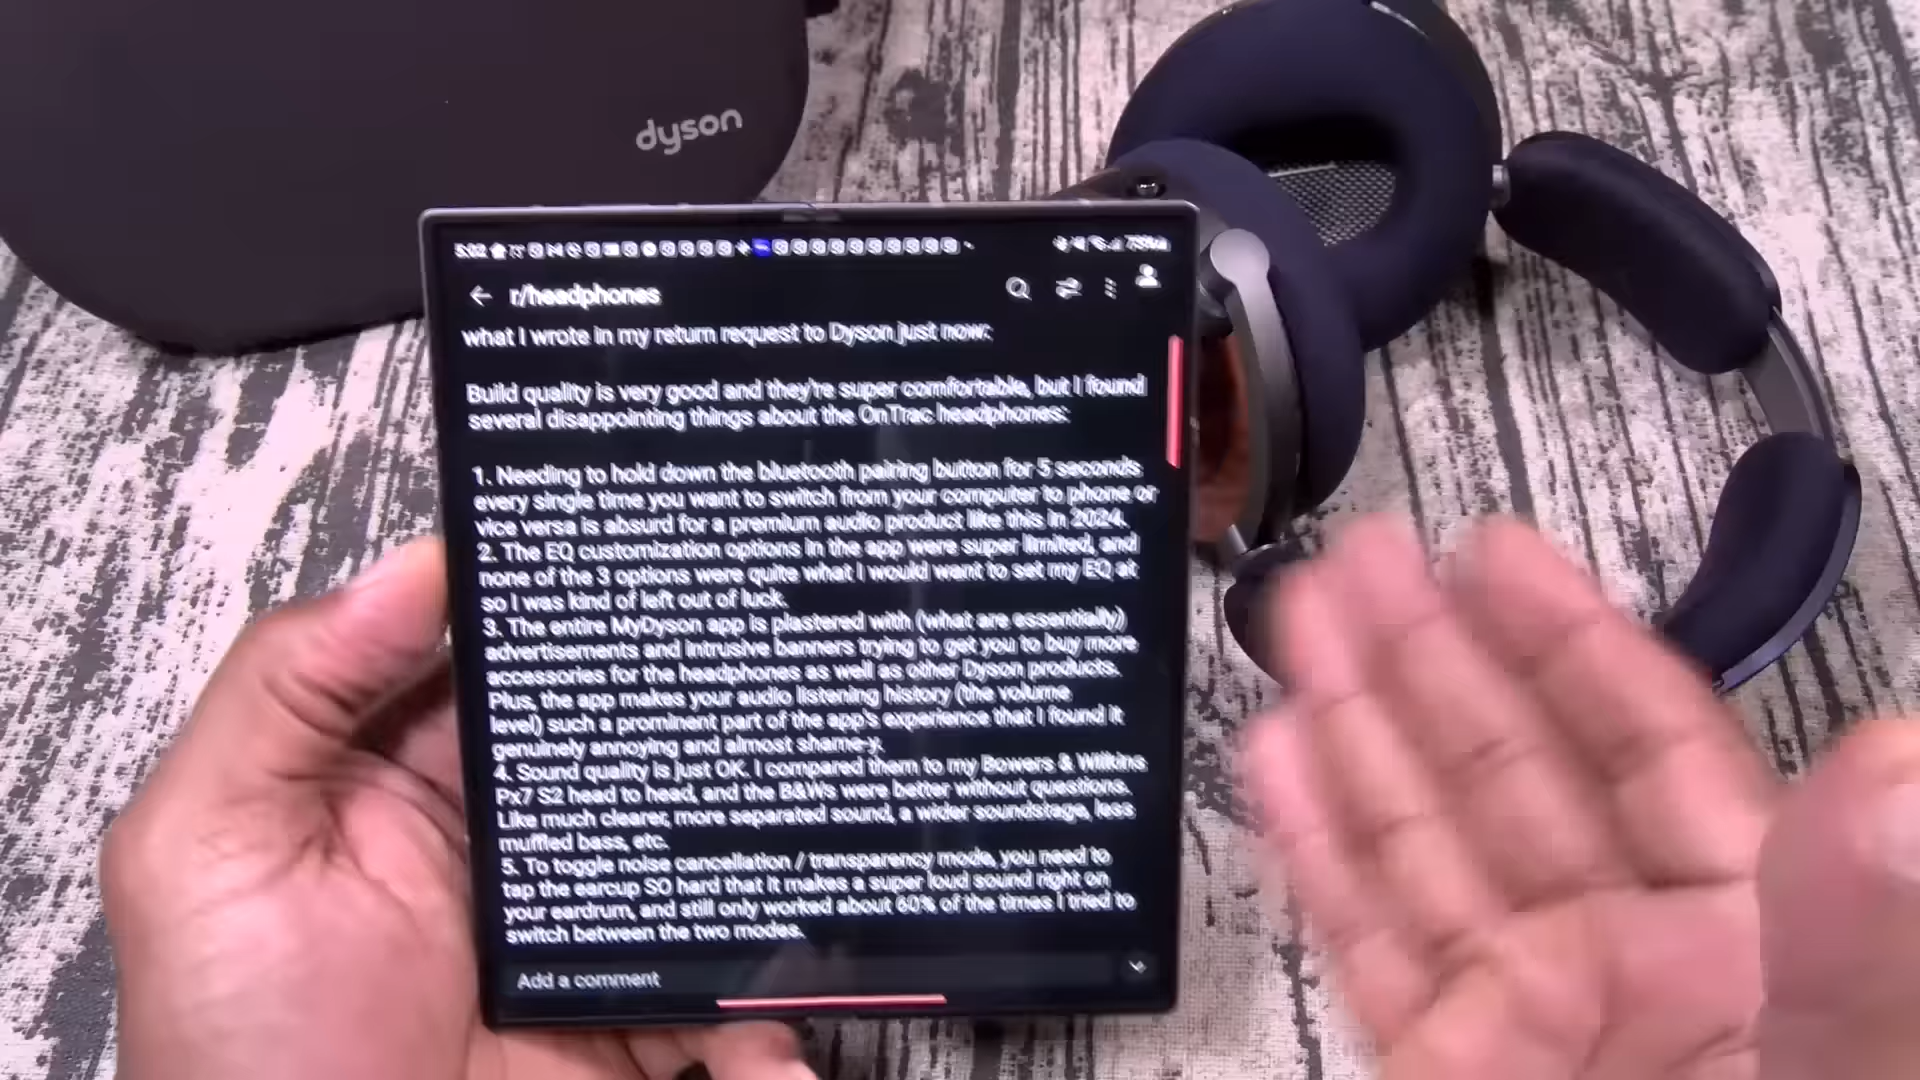 dyson
5:02
r/headphones
what I wrote in my return request to Dyson just now:
Build quality is very good and they're super comfortable, but I found
several disappointing things about the OnTrac headphones:
1. Needing to hold down the bluetooth pairing button for 5 seconds
every single time you want to switch from your computer to phone or
vice versa is absurd for a premium audio product like this in 2024.
2. The EQ customization options in the app were super limited, and
none of the 3 options were quite what I would want to set my EQ at
so I was kind of left out of luck.
3. The entire MyDyson app is plastered with (what are essentially)
advertisements and intrusive banners trying to get you to buy more
accessories for the headphones as well as other Dyson products.
Plus, the app makes your audio listening history (the volume
level) such a prominent part of the app's experience that I found it
genuinely annoying and almost shame-y.
4. Sound quality is just OK. I compared them to my Bowers & Wilkins
Px7 S2 head to head, and the B&Ws were better without questions.
Like much clearer, more separated sound, a wider soundstage, less
muffled bass, etc.
5. To toggle noise cancellation / transparency mode, you need to
tap the earcup SO hard that it makes a super loud sound right on
your eardrum, and still only worked about 60% of the times I tried to
switch between the two modes.
Add a comment